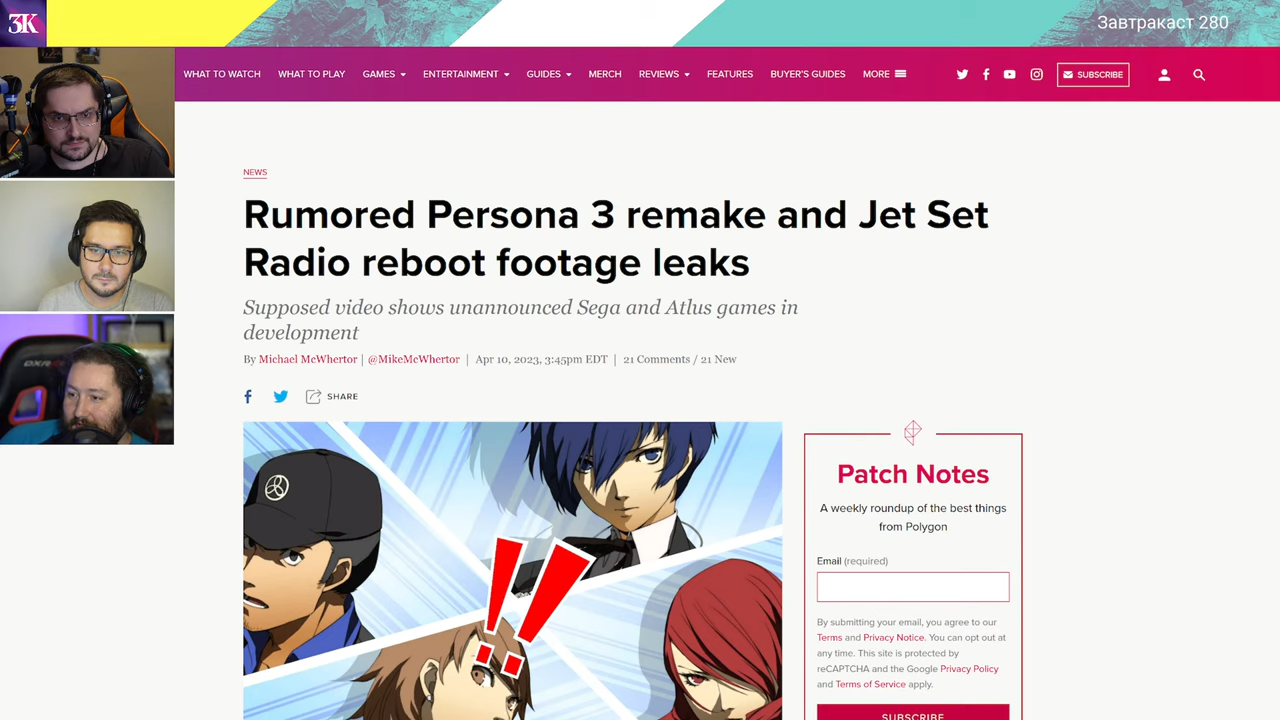 3K
Завтракаст 280
WHAT TO WATCH WHAT TO PLAY GAMES ENTERTAINMENT GUIDES MERCH REVIEWS FEATURES BUYER'S GUIDES MORE SUBSCRIBE
NEWS
Rumored Persona 3 remake and Jet Set
Radio reboot footage leaks
Supposed video shows unannounced Sega and Atlus games in
development
By Michael McWhertor | @MikeMcWhertor | Apr 10, 2023, 3:45pm EDT | 21 Comments / 21 New
SHARE
!!
Patch Notes
A weekly roundup of the best things
from Polygon
Email (required)
By submitting your email, you agree to our
Terms and Privacy Notice. You can opt out at
any time. This site is protected by
reCAPTCHA and the Google Privacy Policy
and Terms of Service apply.
SUBSCRIBE